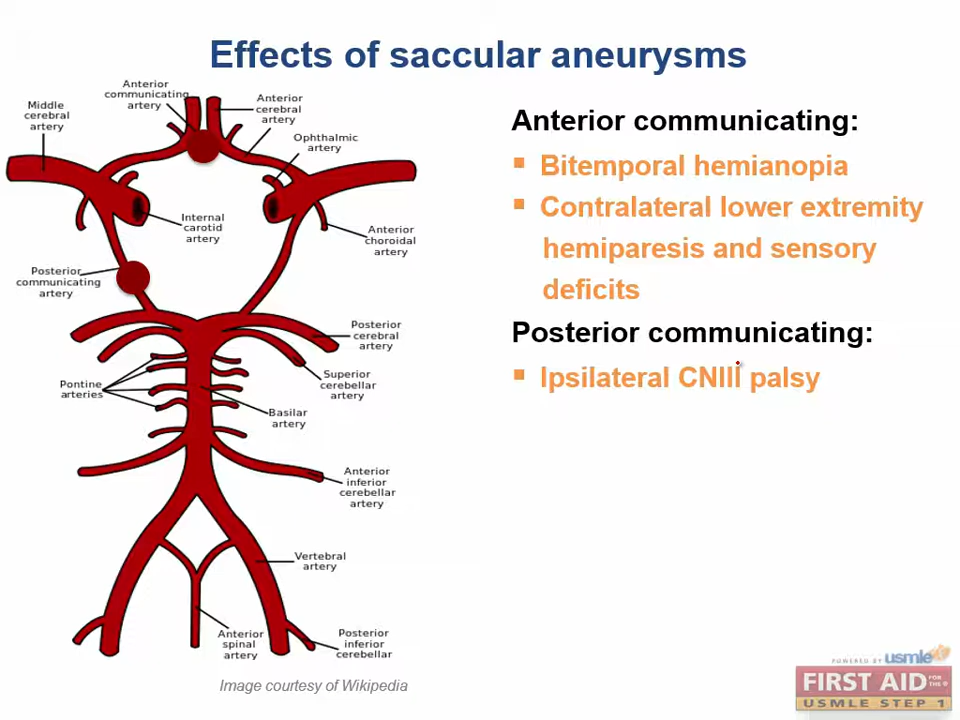 Effects of saccular aneurysms
Anterior
communicating
artery
Middle
cerebral
artery
Anterior
cerebral
artery
Ophthalmic
artery
Internal
carotid
artery
Anterior
choroidal
artery
Posterior
communicating
artery
Posterior
cerebral
artery
Superior
cerebellar
artery
Pontine
arteries
Basilar
artery
Anterior
inferior
cerebellar
artery
Vertebral
artery
Anterior
spinal
artery
Posterior
inferior
cerebellar
Image courtesy of Wikipedia
Anterior communicating:
▪ Bitemporal hemianopia
▪ Contralateral lower extremity
hemiparesis and sensory
deficits
Posterior communicating:
▪ Ipsilateral CNIII palsy
POWERED BY usmle
FIRST AID FOR THE®
USMLE STEP 1